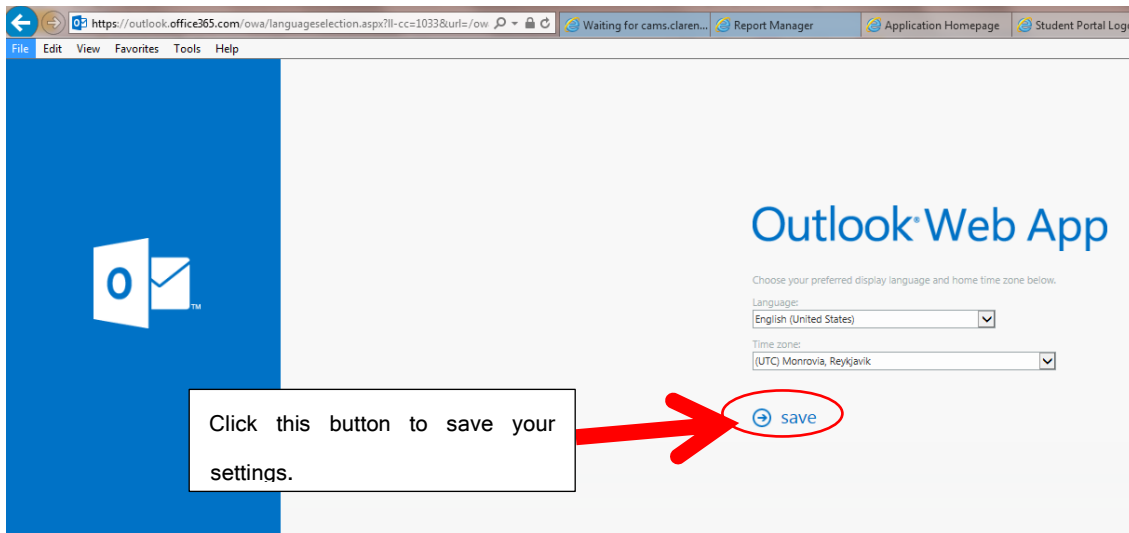 https://outlook.office365.com/owa/languageselection.aspx?ll-cc=1033&url=/ow
Waiting for cams.claren...
Report Manager
Application Homepage
Student Portal Log
File Edit View Favorites Tools Help
Outlook® Web App
O
TM
Choose your preferred display language and home time zone below.
Language:
English (United States)
Time zone:
(UTC) Monrovia, Reykjavik
save
Click this button to save your
settings.